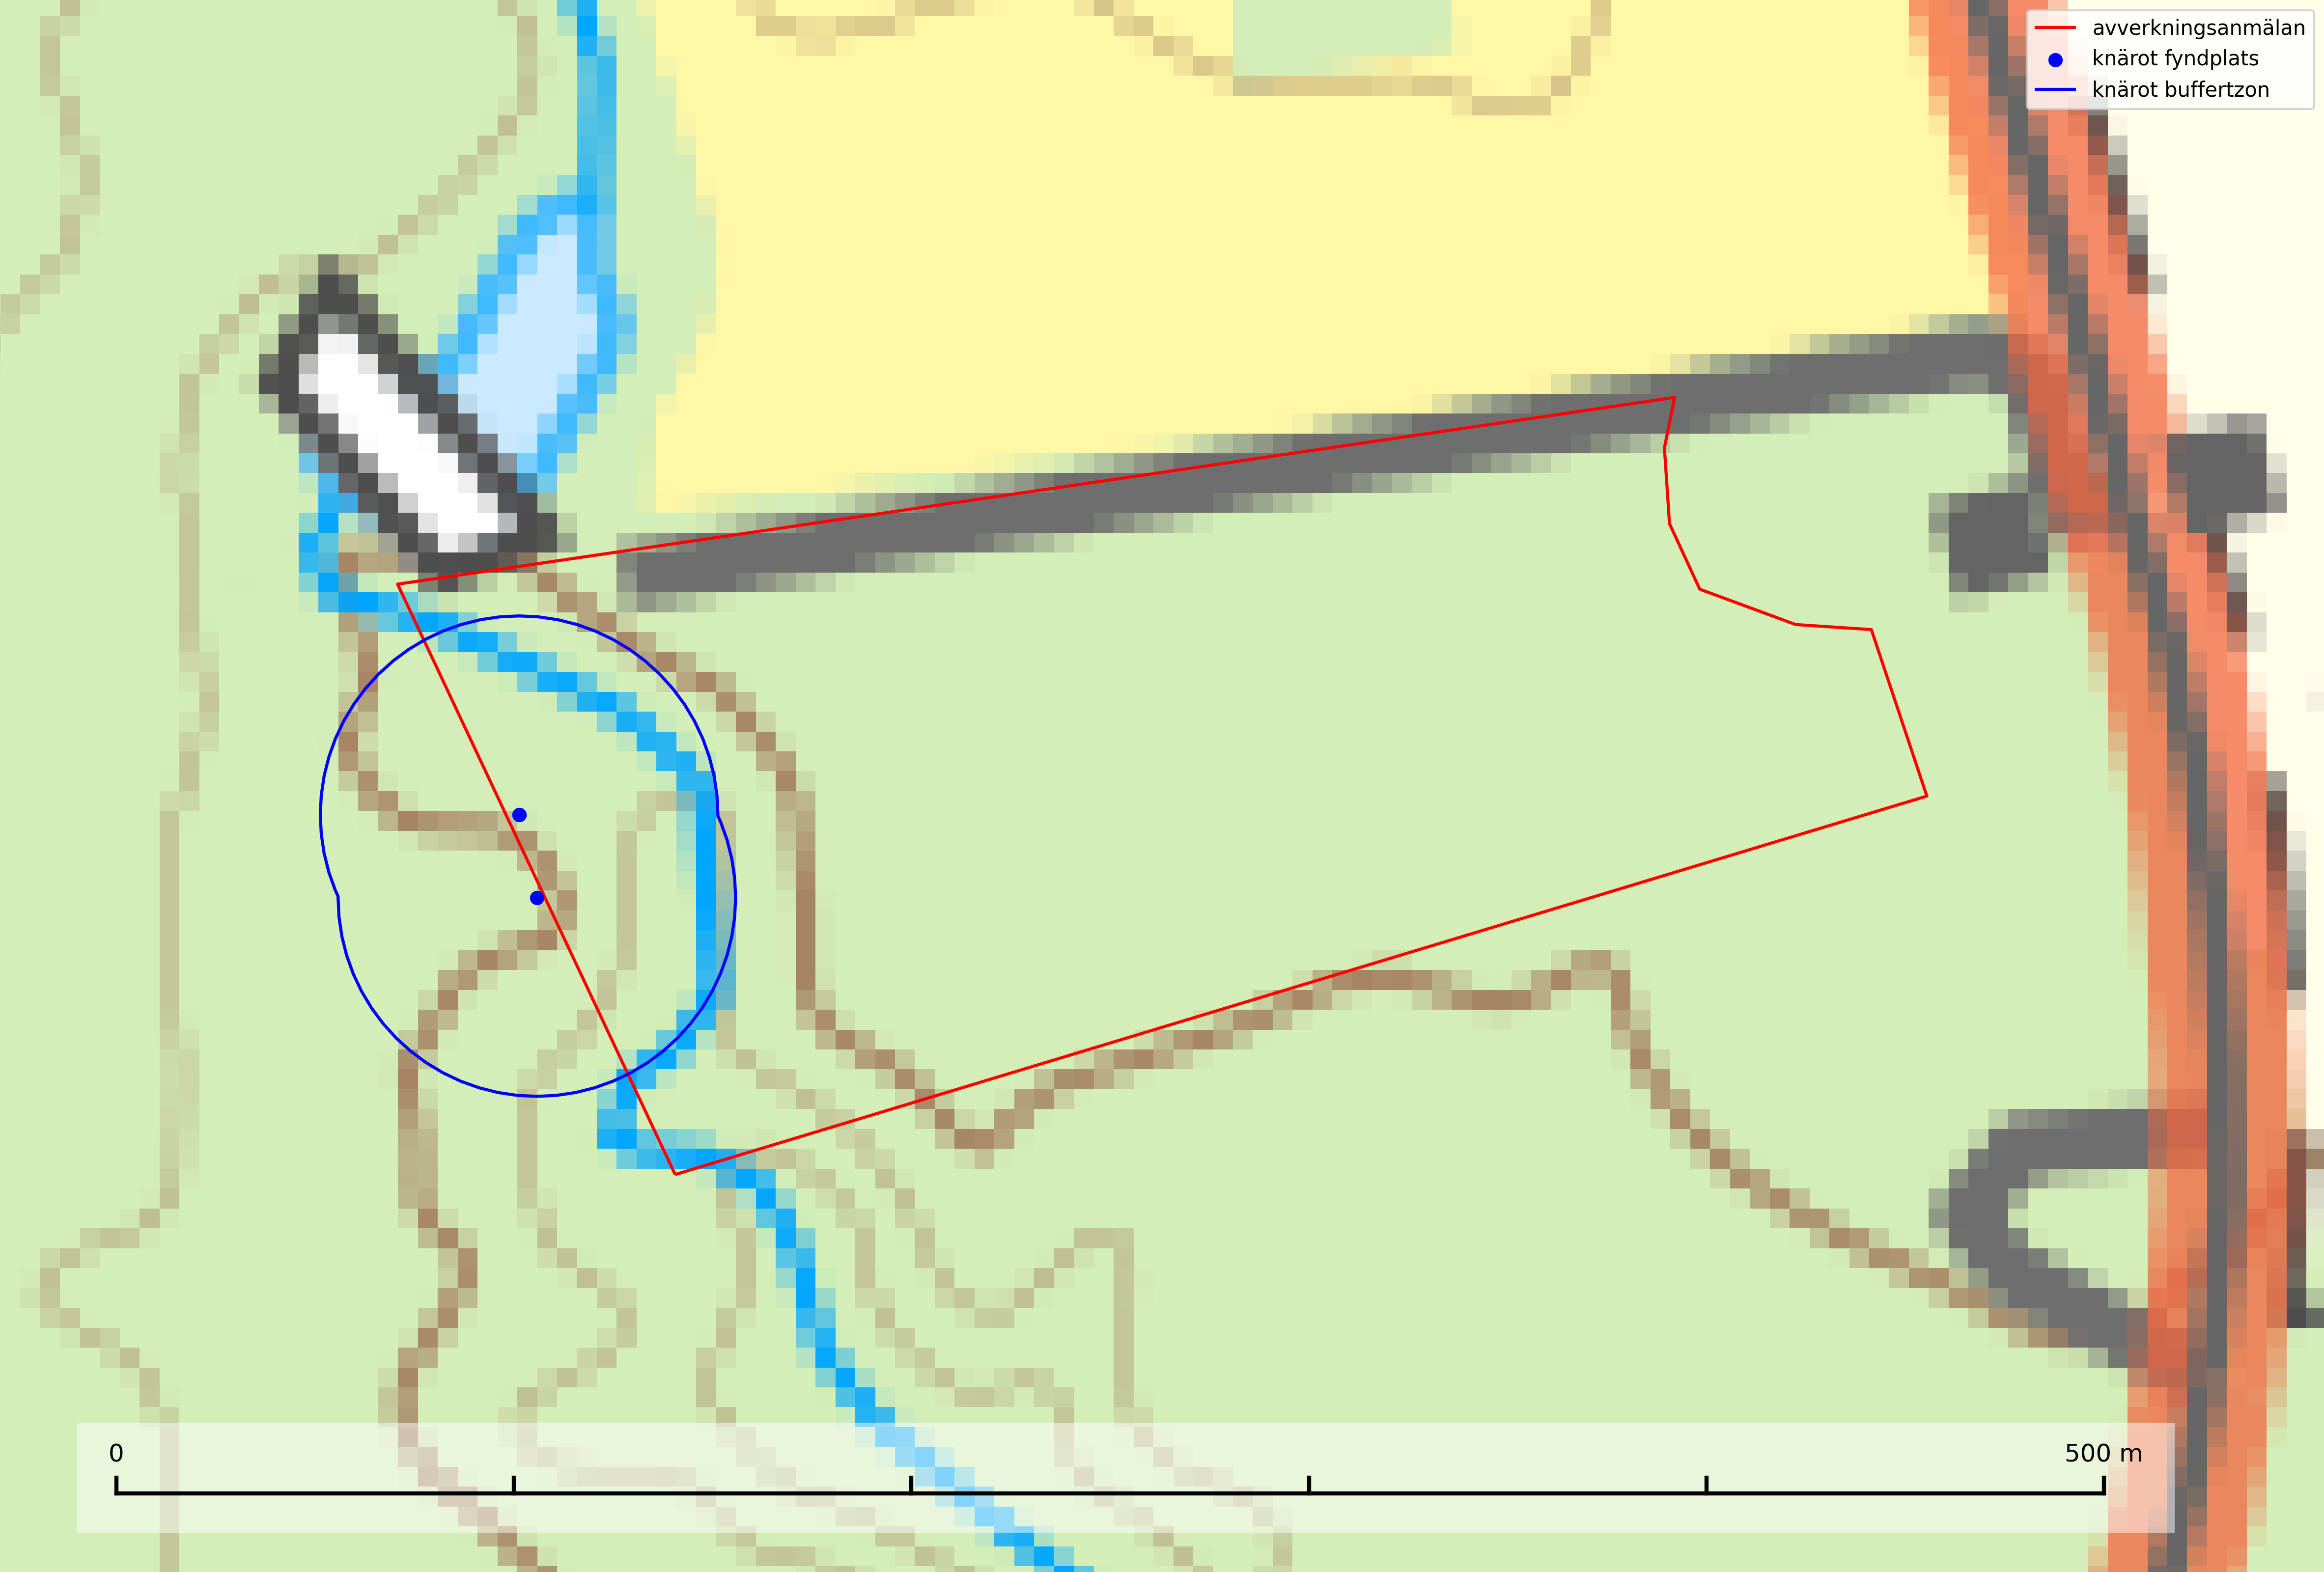 avverkningsanmälan
knärot fyndplats
knärot buffertzon
0 500 m